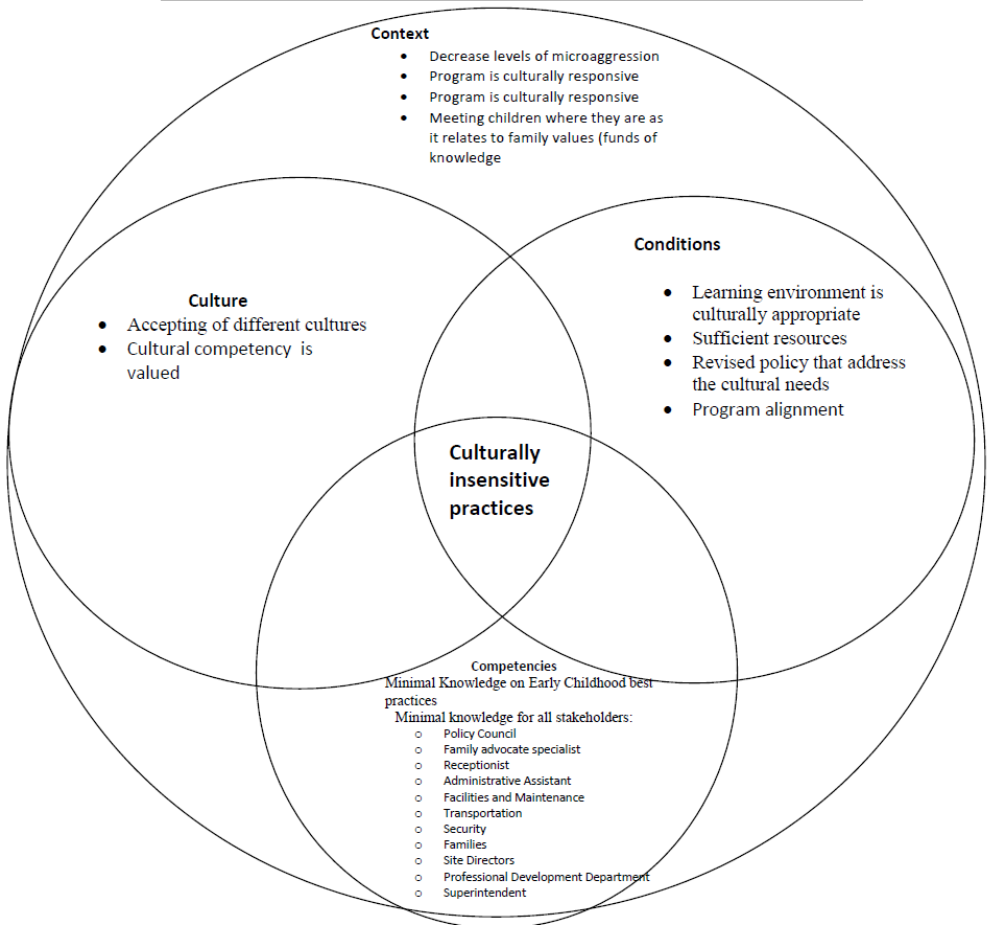 Context
• Decrease levels of microaggression
• Program is culturally responsive
• Program is culturally responsive
• Meeting children where they are as
it relates to family values (funds of
knowledge
Culture
• Accepting of different cultures
• Cultural competency is
valued
Conditions
• Learning environment is
culturally appropriate
• Sufficient resources
• Revised policy that address
the cultural needs
• Program alignment
Culturally
insensitive
practices
Competencies
Minimal Knowledge on Early Childhood best
practices
Minimal knowledge for all stakeholders:
o Policy Council
o Family advocate specialist
o Receptionist
o Administrative Assistant
o Facilities and Maintenance
o Transportation
o Security
o Families
o Site Directors
o Professional Development Department
o Superintendent